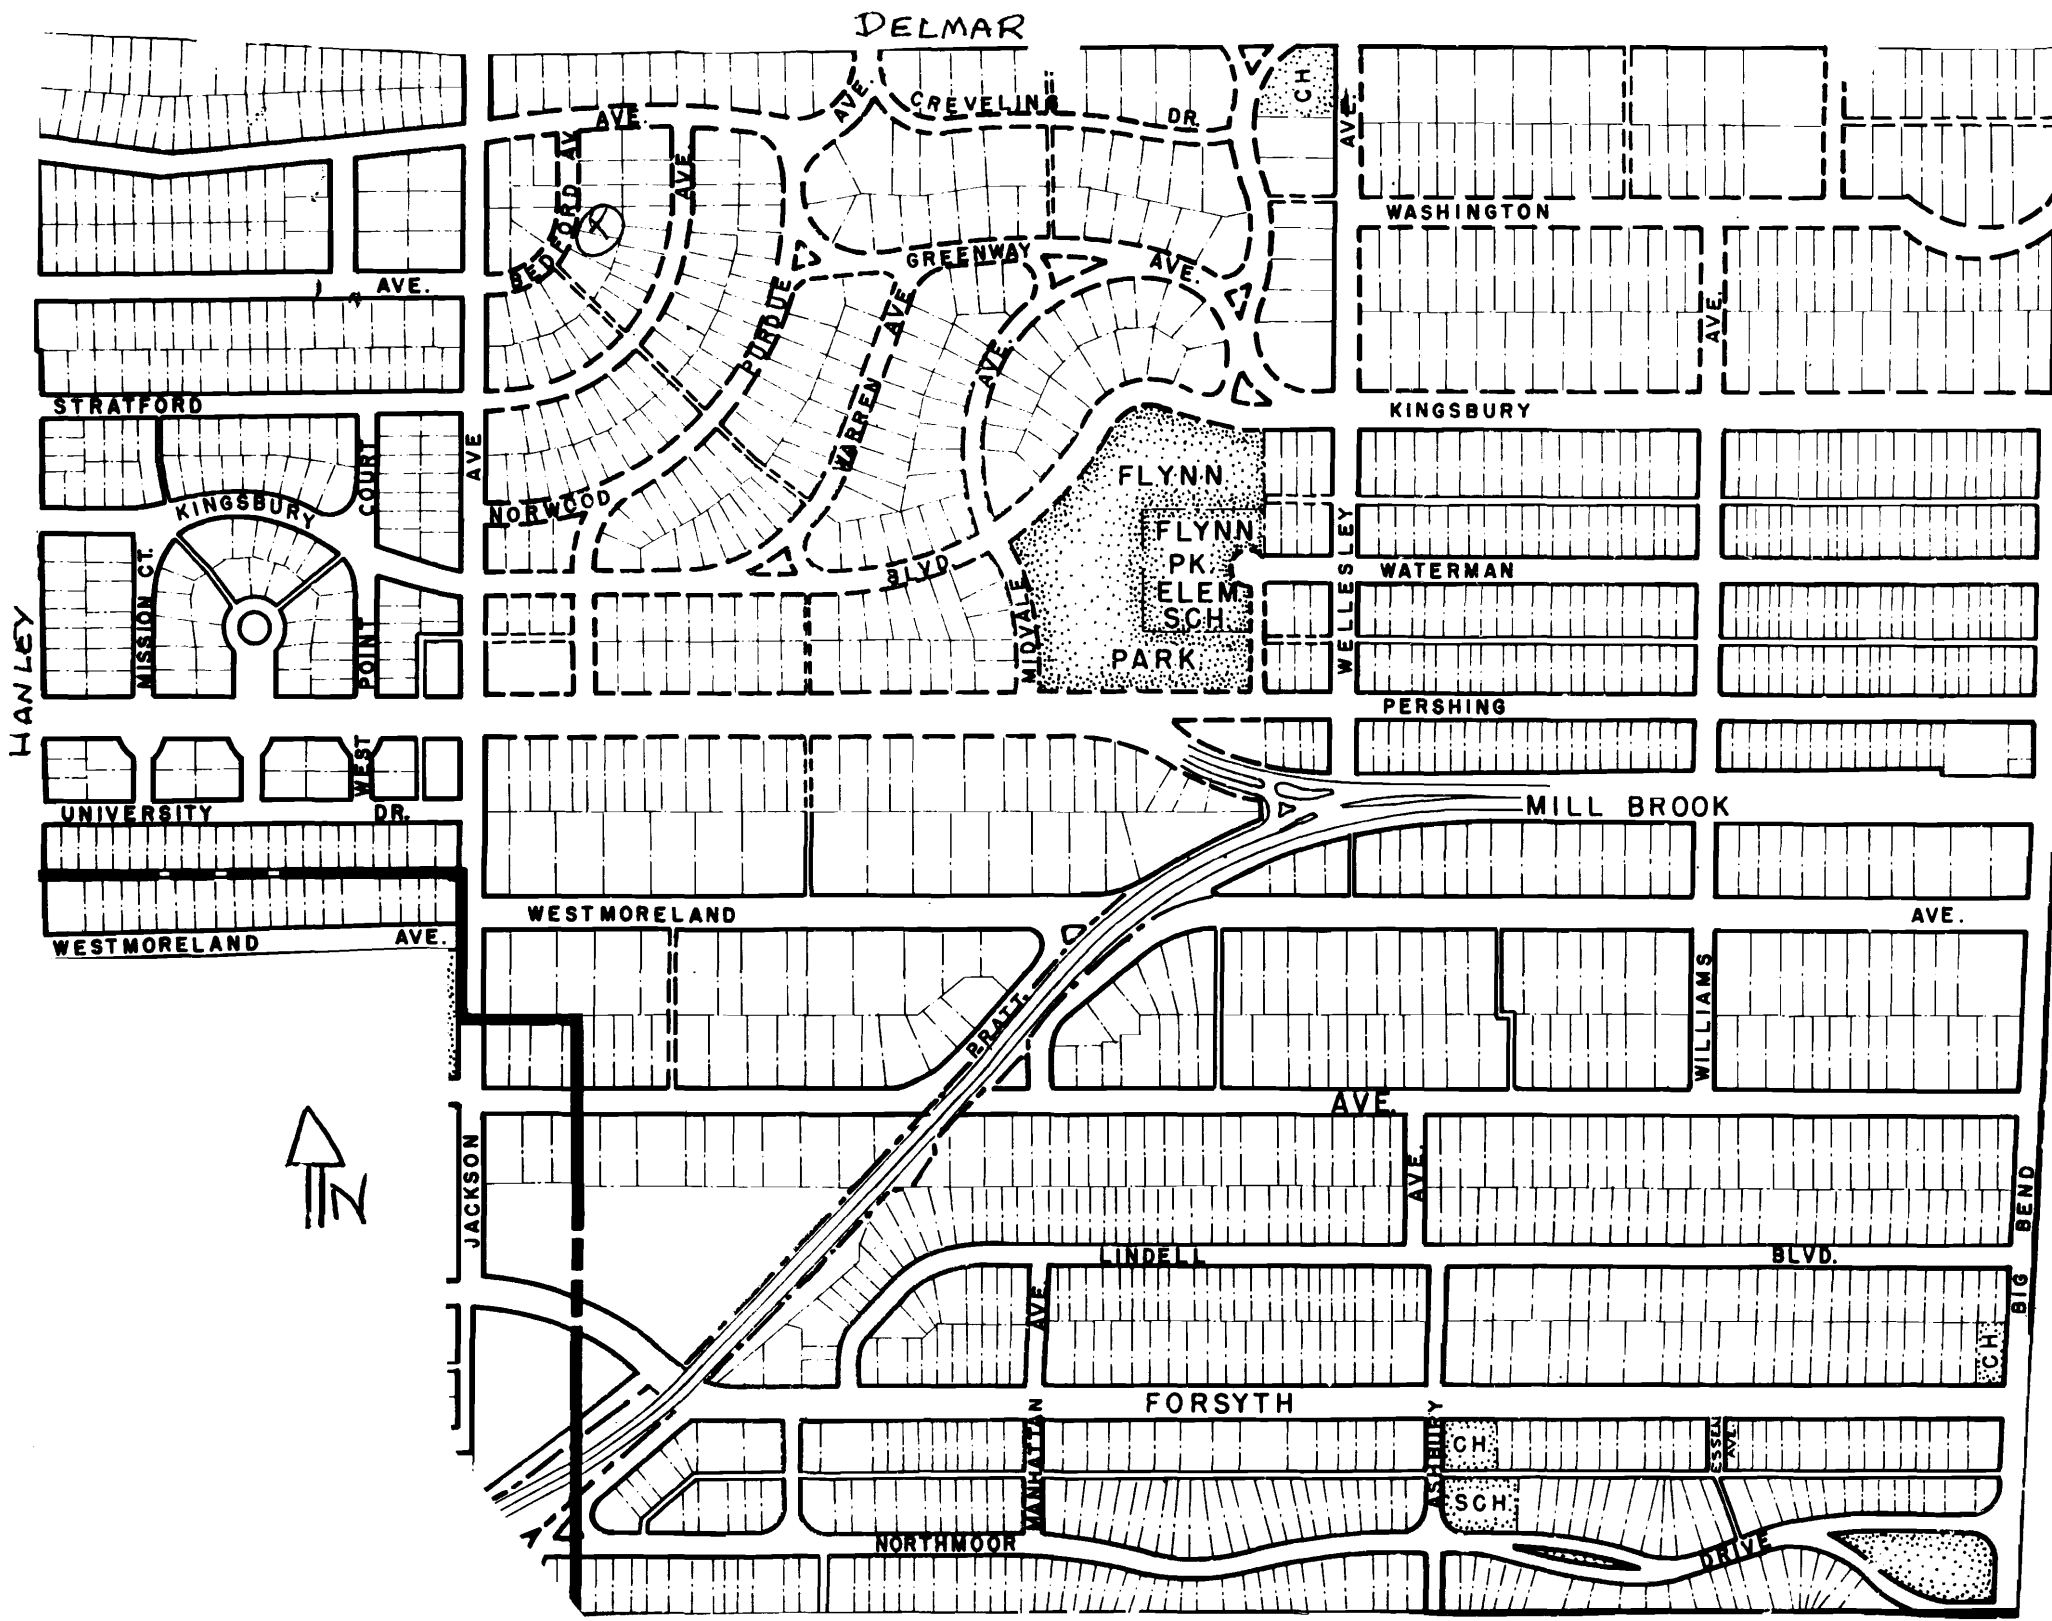 DELMAR
CH
AVE.
CREVELING
DR.
AVE.
AVE.
AV
AVE.
BEDFORD
WASHINGTON
GREENWAY
AVE.
AVE.
PURDUE
AVE
AVE.
AVE.
STRATFORD
KINGSBURY
WARREN
COURT
AVE
FLYNN
KINGSBURY
NORWOOD
FLYNN
PK.
ELEM
SCH.
PARK
WELLESLEY
WATERMAN
BLVD.
MIDVALE
MISSION CT.
POINT
HANLEY
PERSHING
WEST
UNIVERSITY
DR.
MILL BROOK
WESTMORELAND
AVE.
WESTMORELAND
AVE.
WILLIAMS
PRATT.
AVE.
N
JACKSON
AVE.
BIG BEND
LINDELL
BLVD.
AVE.
CH.
FORSYTH
MANHATTAN
ASHBURY
CH.
ESSEX
AVE.
SCH.
NORTHMOOR
DRIVE